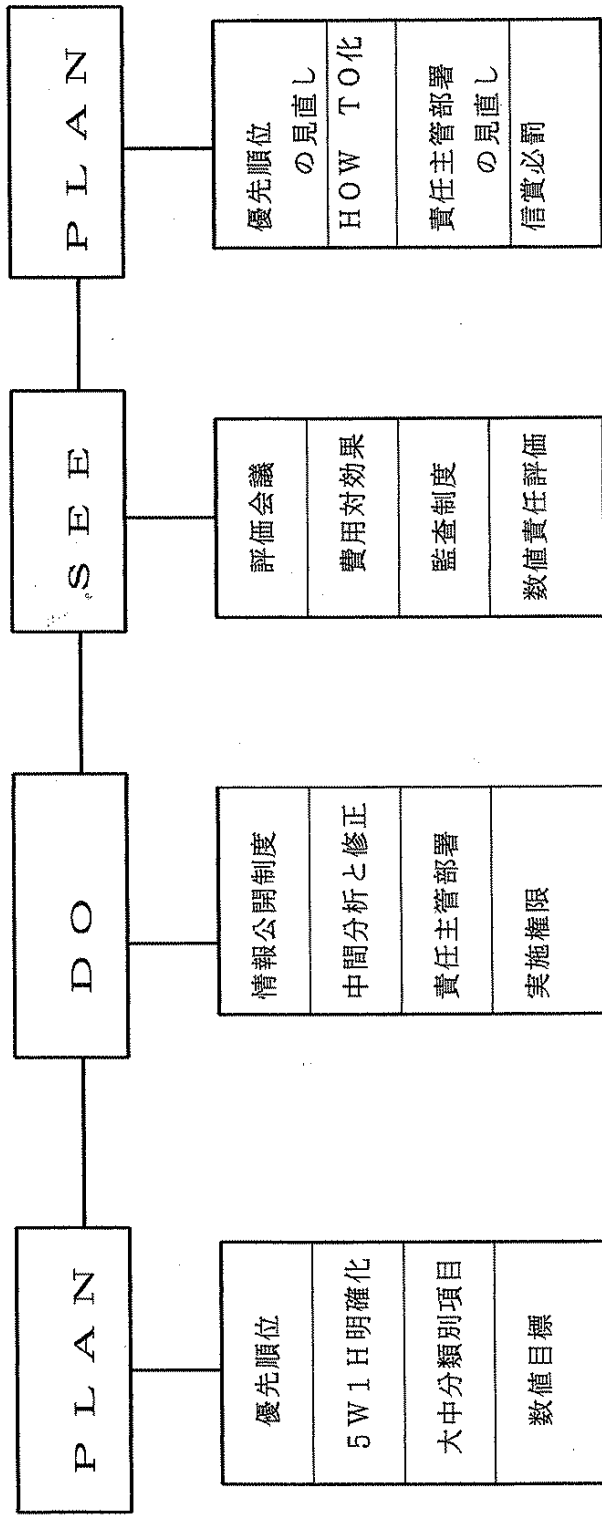 PLAN
優先順位
5W1H明確化
大中分類別項目
数値目標
DO
情報公開制度
中間分析と修正
責任主管部署
実施権限
SEE
評価会議
費用対効果
監査制度
数値責任評価
PLAN
優先順位
の見直し
HOW TO化
責任主管部署
の見直し
信賞必罰